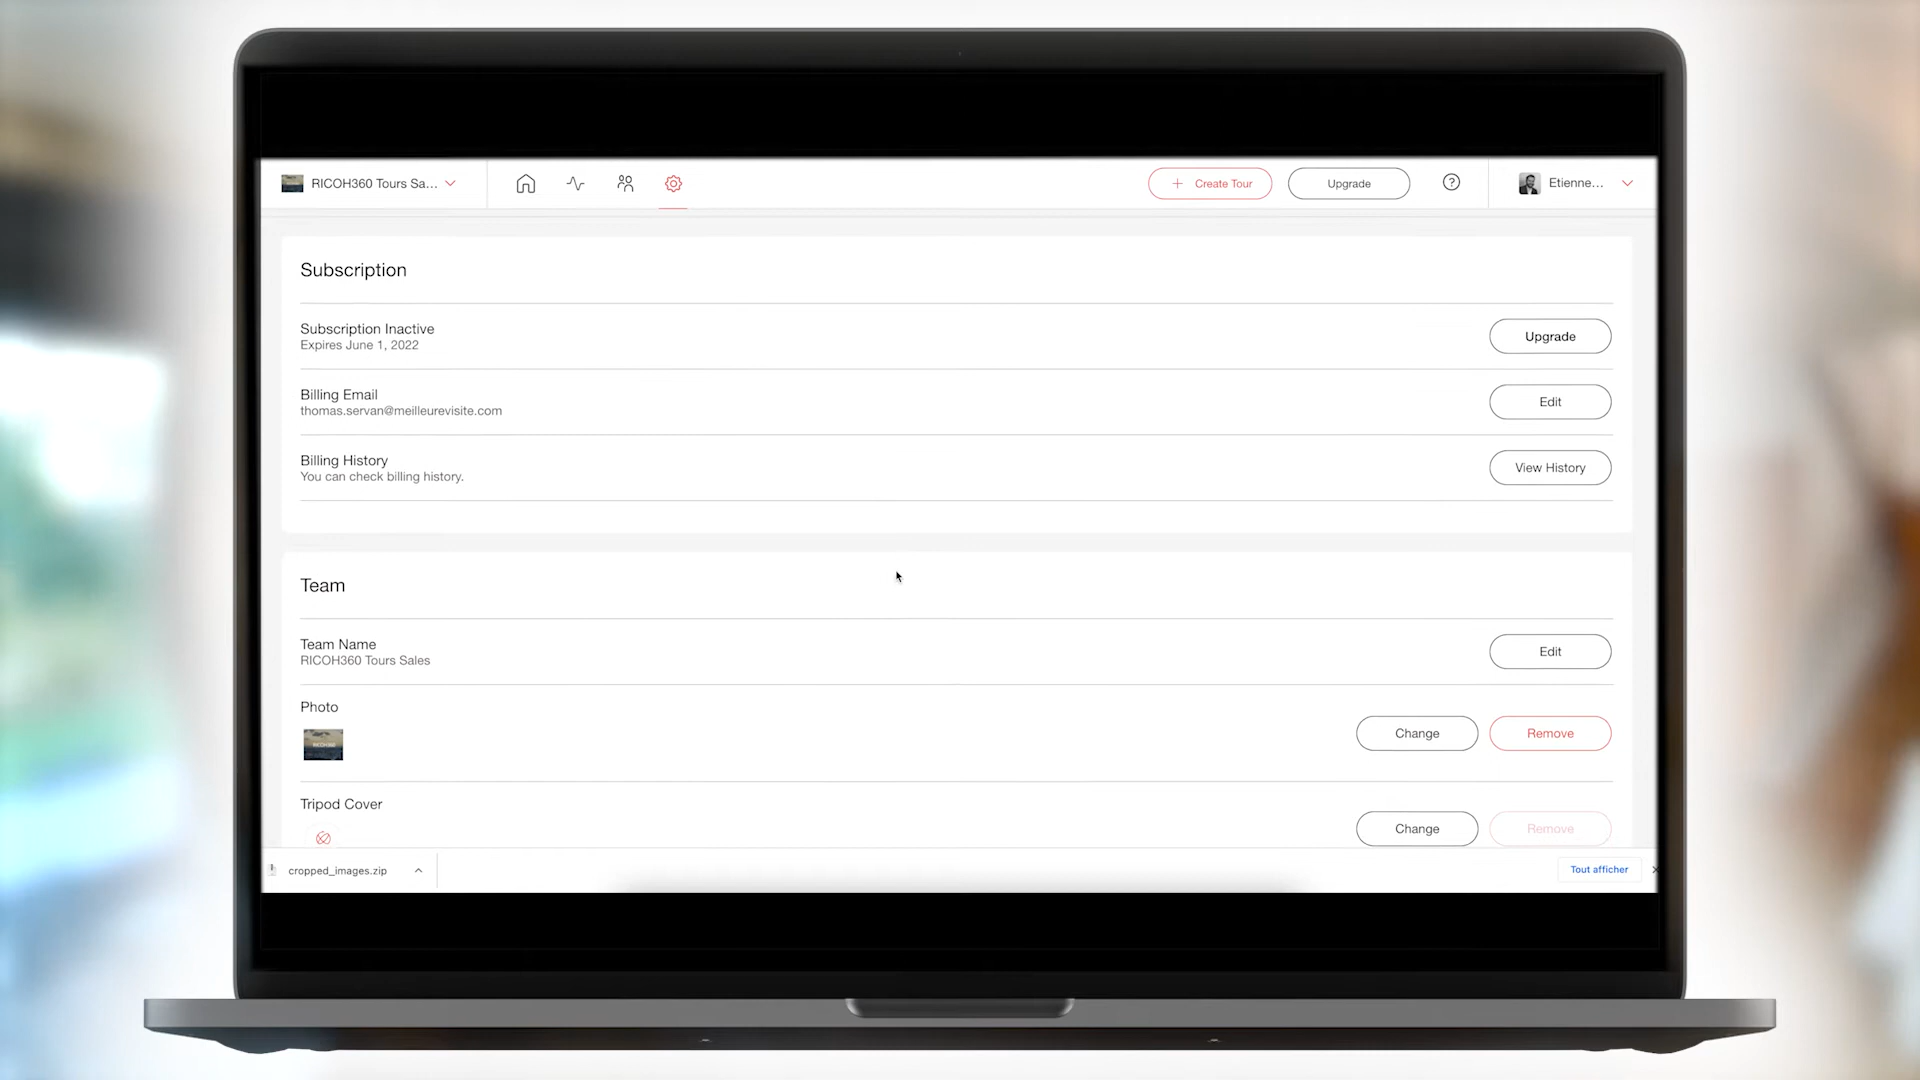 RICOH360 Tours Sa...
Create Tour
Upgrade
Etienne...
Subscription
Subscription Inactive
Expires June 1, 2022
Upgrade
Billing Email
thomas.servan@meilleurevisite.com
Edit
Billing History
You can check billing history.
View History
Team
Team Name
RICOH360 Tours Sales
Edit
Photo
RICOH360
Change
Remove
Tripod Cover
Change
Remove
cropped_images.zip
Tout afficher